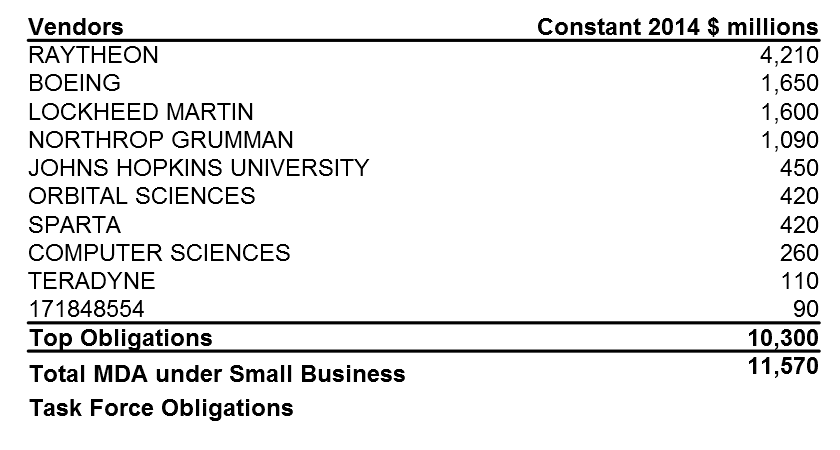 Vendors Constant 2014 $ millions
RAYTHEON 4,210
BOEING 1,650
LOCKHEED MARTIN 1,600
NORTHROP GRUMMAN 1,090
JOHNS HOPKINS UNIVERSITY 450
ORBITAL SCIENCES 420
SPARTA 420
COMPUTER SCIENCES 260
TERADYNE 110
171848554 90
Top Obligations 10,300
Total MDA under Small Business 11,570
Task Force Obligations